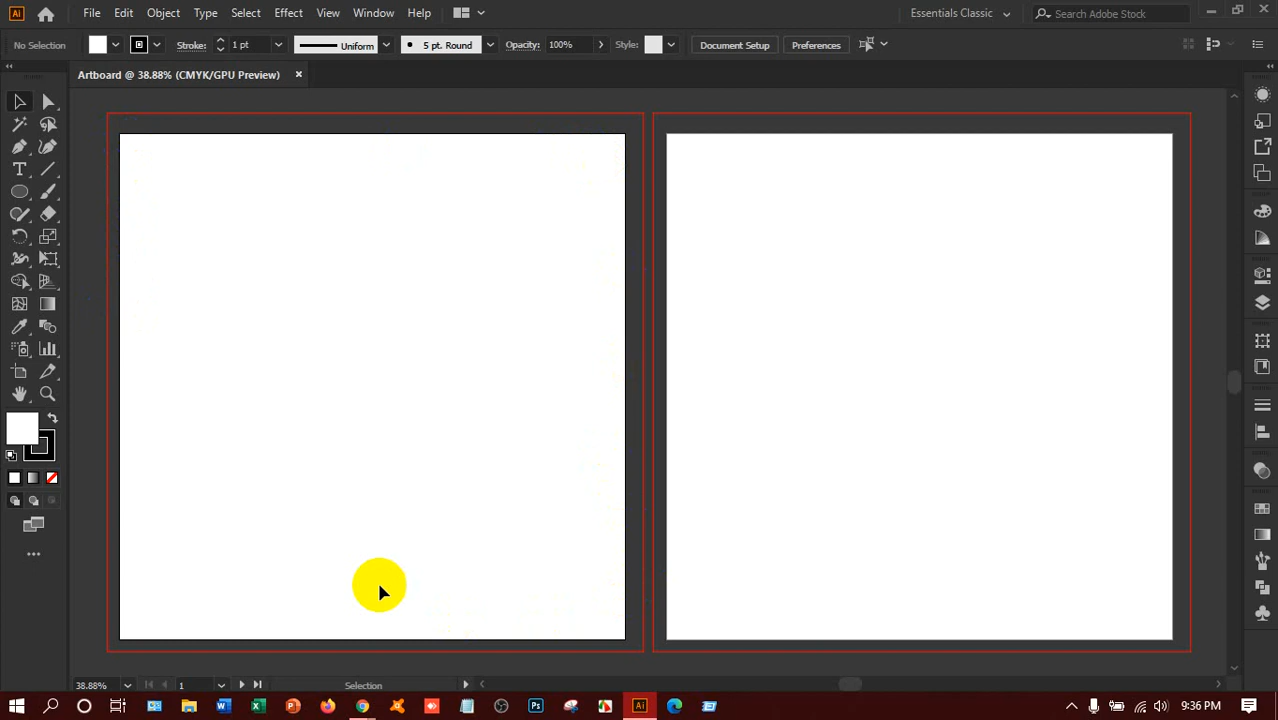 Ai File Edit Object Type Select Effect View Window Help Essentials Classic Search Adobe Stock
No Selection Stroke: 1 pt Uniform 5 pt. Round Opacity: 100% Style: Document Setup Preferences
Artboard @ 38.88% (CMYK/GPU Preview)
T
38.88% 1 Selection
Ps Ai 9:36 PM